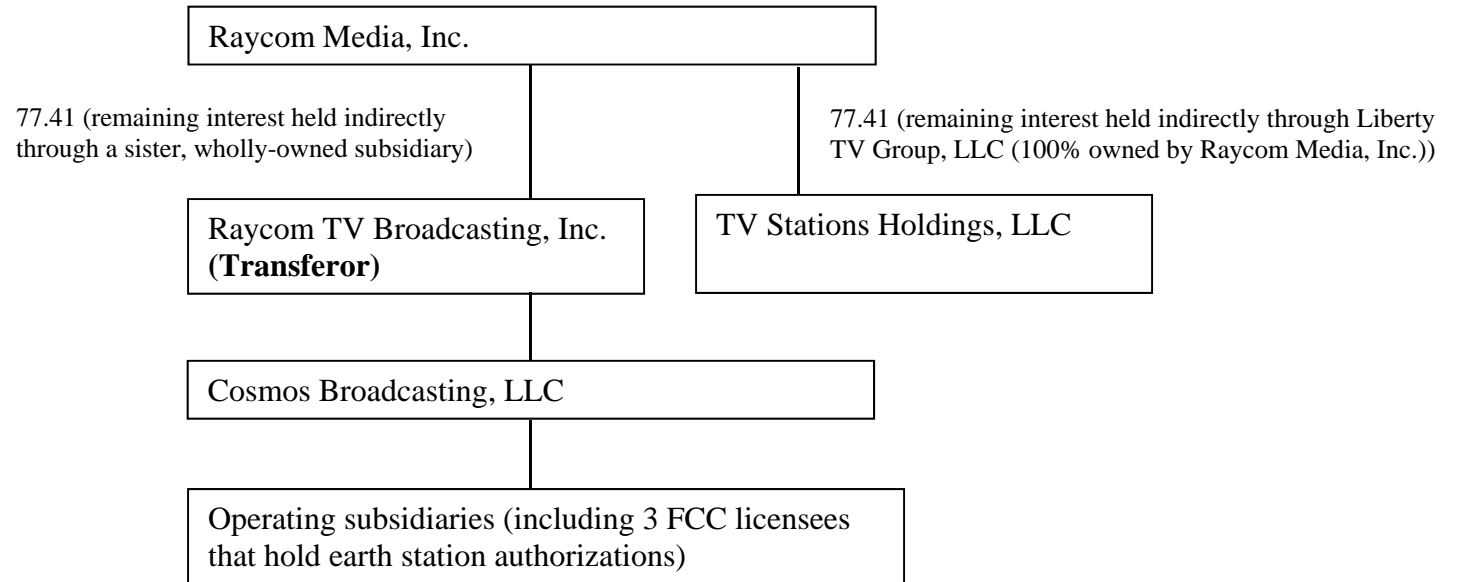 Raycom Media, Inc.
77.41 (remaining interest held indirectly
through a sister, wholly-owned subsidiary)
77.41 (remaining interest held indirectly through Liberty
TV Group, LLC (100% owned by Raycom Media, Inc.))
Raycom TV Broadcasting, Inc.
(Transferor)
TV Stations Holdings, LLC
Cosmos Broadcasting, LLC
Operating subsidiaries (including 3 FCC licensees
that hold earth station authorizations)